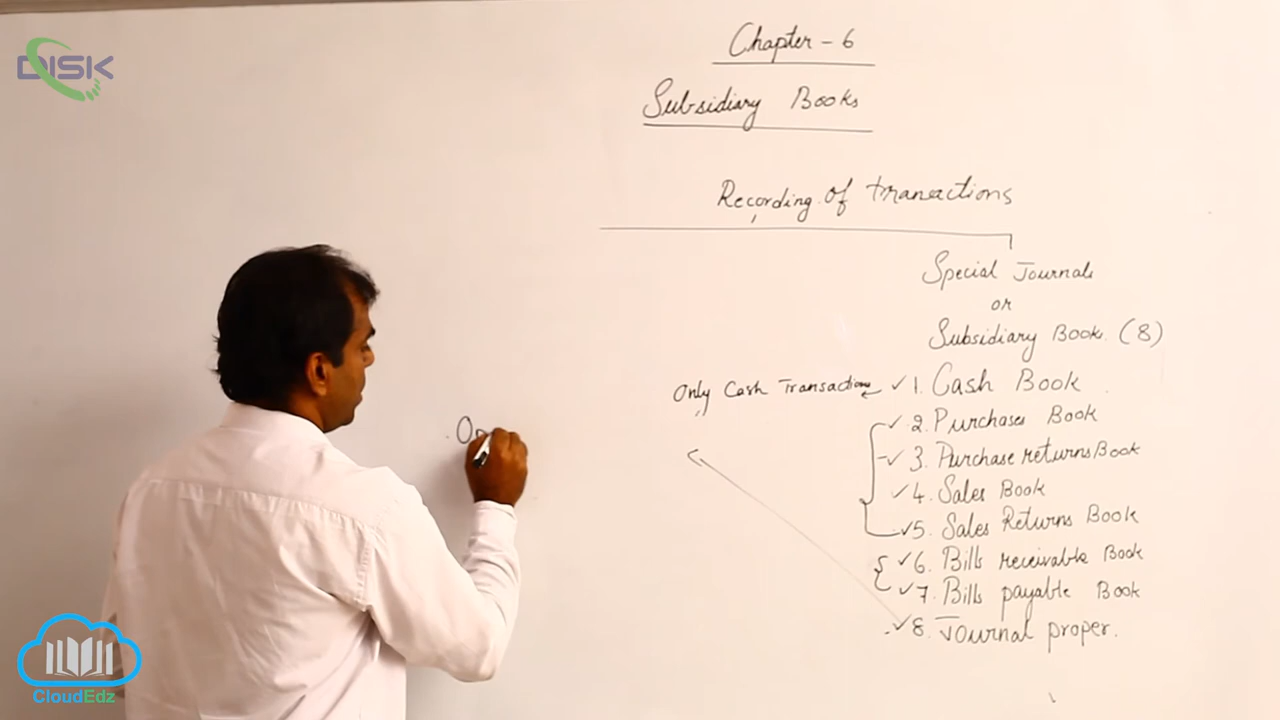 DISK
Chapter - 6
Subsidiary Books
Recording of transactions
Special Journals
or
Subsidiary Book (8)
Only Cash Transactions ✓ 1. Cash Book
✓ 2. Purchases Book
✓ 3. Purchase returns Book
✓ 4. Sales Book
✓ 5. Sales Returns Book
✓ 6. Bills receivable Book
✓ 7. Bills payable Book
✓ 8. Journal proper.
CloudEdz